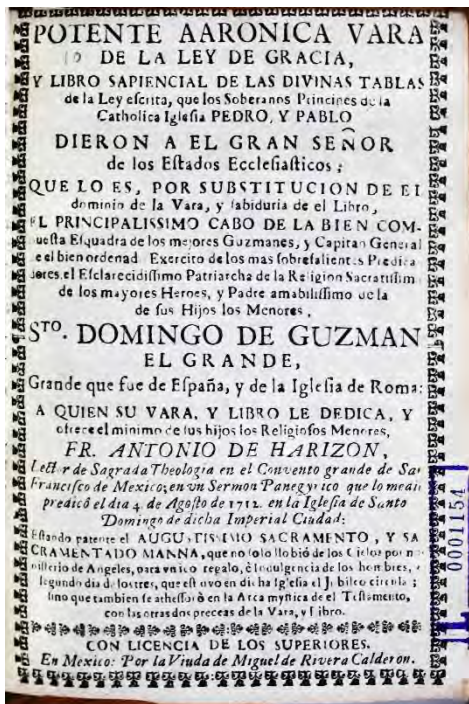 POTENTE AARONICA VARA
DE LA LEY DE GRACIA,
Y LIBRO SAPIENCIAL DE LAS DIVINAS TABLAS
de la Ley eſcrita, que los Soberanos Principes de la
Catholica Igleſia PEDRO, Y PABLO
DIERON A EL GRAN SEÑOR
de los Eſtados Eccleſiaſticos;
QUE LO ES, POR SUBSTITUCION DE EL
dominio de la Vara, y ſabiduria de el Libro,
EL PRINCIPALISSIMO CABO DE LA BIEN COM-
ueſta Eſquadra de los mejores Guzmanes, y Capitan General
e el bien ordenad Exercito de los mas ſobreſalientes Predica
dores, el Eſclarecidiſſimo Patriarcha de la Religion Sacratiſſim
de los mayores Heroes, y Padre amabiliſſimo de la
de ſus Hijos los Menores,
STO. DOMINGO DE GUZMAN
EL GRANDE,
Grande que fue de Eſpaña, y de la Igleſia de Roma:
A QUIEN SU VARA, Y LIBRO LE DEDICA, Y
ofrece el minimo de ſus hijos los Religioſos Menores,
FR. ANTONIO DE HARIZON,
Lector de Sagrada Theologia en el Convento grande de San
Franciſco de Mexico; en un Sermon Panegyrico que lo medi
predicó el dia 4. de Agoſto de 1712. en la Igleſia de Santo
Domingo de dicha Imperial Ciudad:
Eſtando patente el AUGUSTISSIMO SACRAMENTO, Y SA
CRAMENTADO MANNA, que no ſolo llobió de los Cielos por
niſterio de Angeles, para vnico regalo, è indulgencia de los hombres,
ſegundo dia de los tres, que eſtuvo en dicha Igleſia el Jubileo circula;
ſino que tambien ſe atheſſorò en la Arca myſtica de el Teſtamento,
con las otras dos preceas de la Vara, y Libro.
CON LICENCIA DE LOS SUPERIORES.
En Mexico: Por la Viuda de Miguel de Rivera Calderon.
0001154